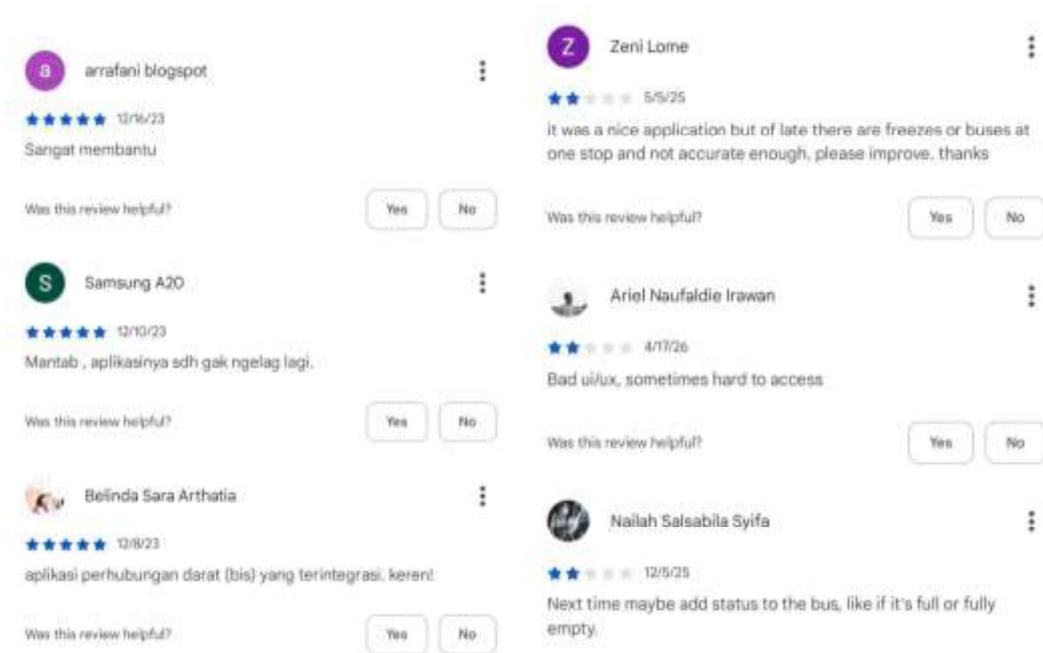 a
arrafani blogspot
12/16/23
Sangat membantu
Was this review helpful?
Yes
No
S
Samsung A20
12/10/23
Mantab , aplikasinya sdh gak ngelag lagi.
Was this review helpful?
Yes
No
Belinda Sara Arthatia
12/8/23
aplikasi perhubungan darat (bis) yang terintegrasi. keren!
Was this review helpful?
Yes
No
Z
Zeni Lome
5/5/25
it was a nice application but of late there are freezes or buses at
one stop and not accurate enough, please improve. thanks
Was this review helpful?
Yes
No
Ariel Naufaldie Irawan
4/17/26
Bad ui/ux, sometimes hard to access
Was this review helpful?
Yes
No
Nailah Salsabila Syifa
12/5/25
Next time maybe add status to the bus, like if it's full or fully
empty.